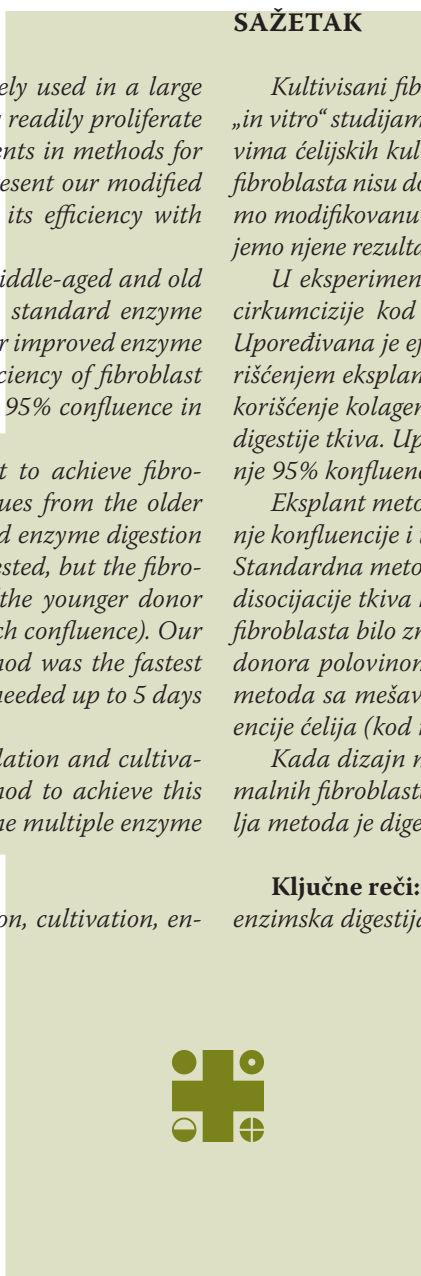 ely used in a large
readily proliferate
ents in methods for
resent our modified
its efficiency with
iddle-aged and old
standard enzyme
r improved enzyme
ciency of fibroblast
95% confluence in
t to achieve fibro-
ues from the older
d enzyme digestion
ested, but the fibro-
the younger donor
ch confluence). Our
hod was the fastest
needed up to 5 days
lation and cultiva-
hod to achieve this
he multiple enzyme
on, cultivation, en-
SAŽETAK
Kultivisani fib
„in vitro“ studijam
vima ćelijskih kul
fibroblasta nisu do
mo modifikovanu
jemo njene rezulta
U eksperimen
cirkumcizije kod
Upoređivana je ef
rišćenjem eksplan
korišćenje kolagen
digestije tkiva. Up
nje 95% konfluenc
Eksplant meto
nje konfluencije i
Standardna meto
disocijacije tkiva
fibroblasta bilo zn
donora polovinom
metoda sa mešav
encije ćelija (kod
Kada dizajn
malnih fibroblast
lja metoda je dige
Ključne reči:
enzimska digestija